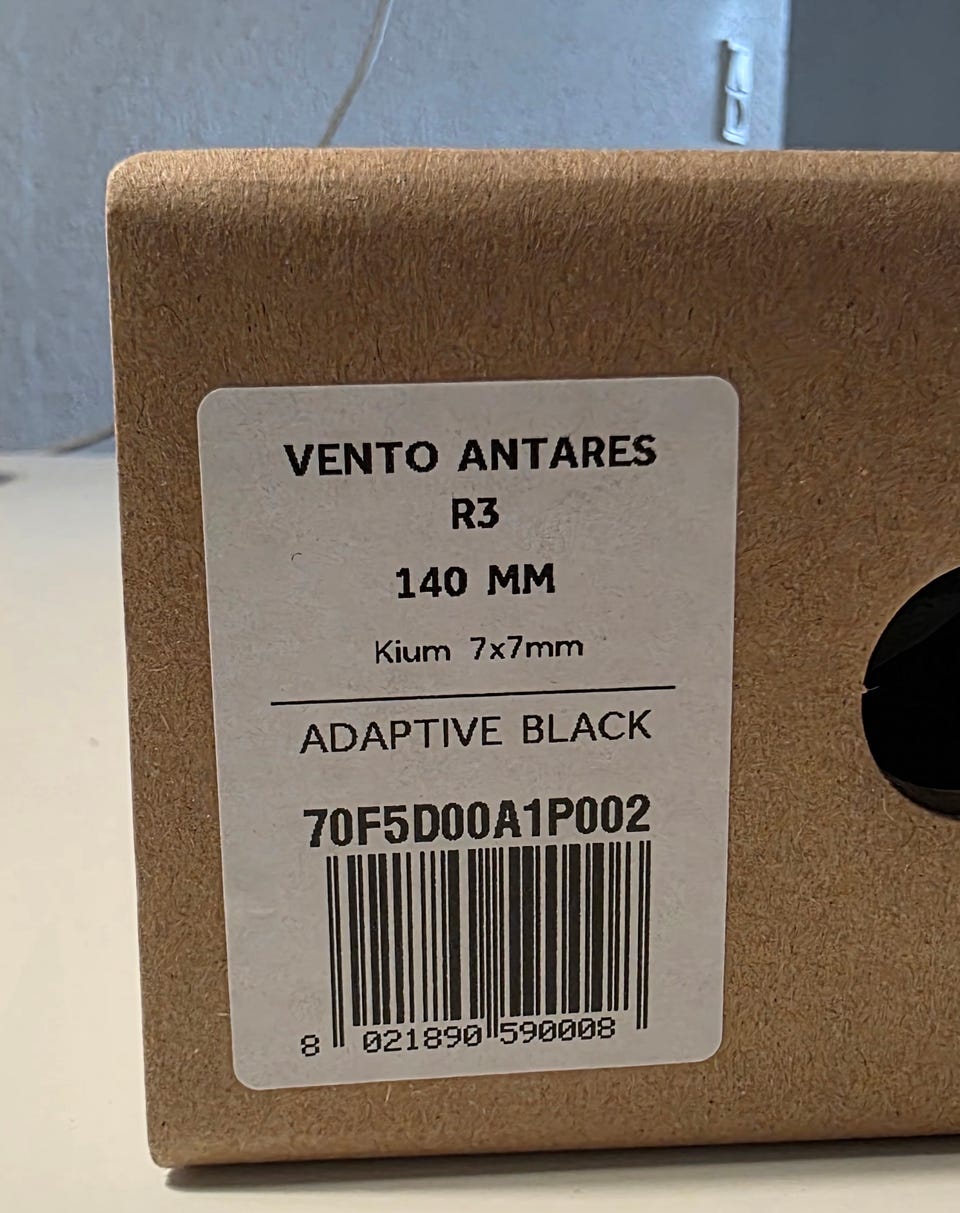 VENTO ANTARES
R3
140 MM
Kium 7x7mm
ADAPTIVE BLACK
70F5D00A1P002
8 021890 590008